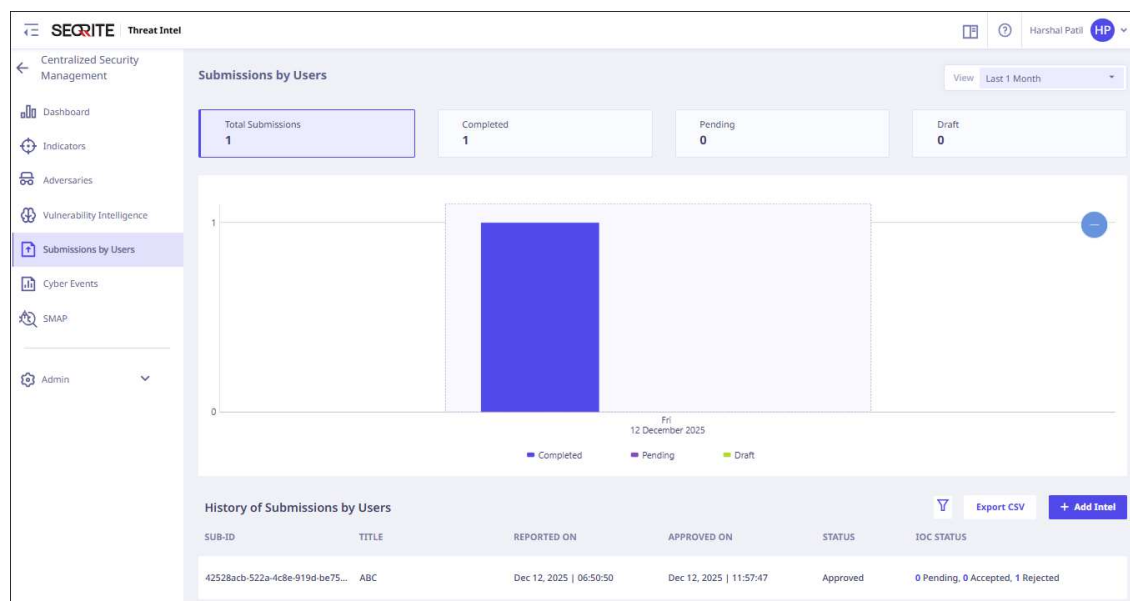 SEQRITE Threat Intel
Harshal Patil HP
Centralized Security
Management
Dashboard
Indicators
Adversaries
Vulnerability Intelligence
Submissions by Users
Cyber Events
SMAP
Admin
Submissions by Users
View Last 1 Month
Total Submissions
1
Completed
1
Pending
0
Draft
0
1
0
Fri
12 December 2025
Completed Pending Draft
History of Submissions by Users
Export CSV + Add Intel
SUB-ID TITLE REPORTED ON APPROVED ON STATUS IOC STATUS
42528acb-522a-4c8e-919d-be75... ABC Dec 12, 2025 | 06:50:50 Dec 12, 2025 | 11:57:47 Approved 0 Pending, 0 Accepted, 1 Rejected